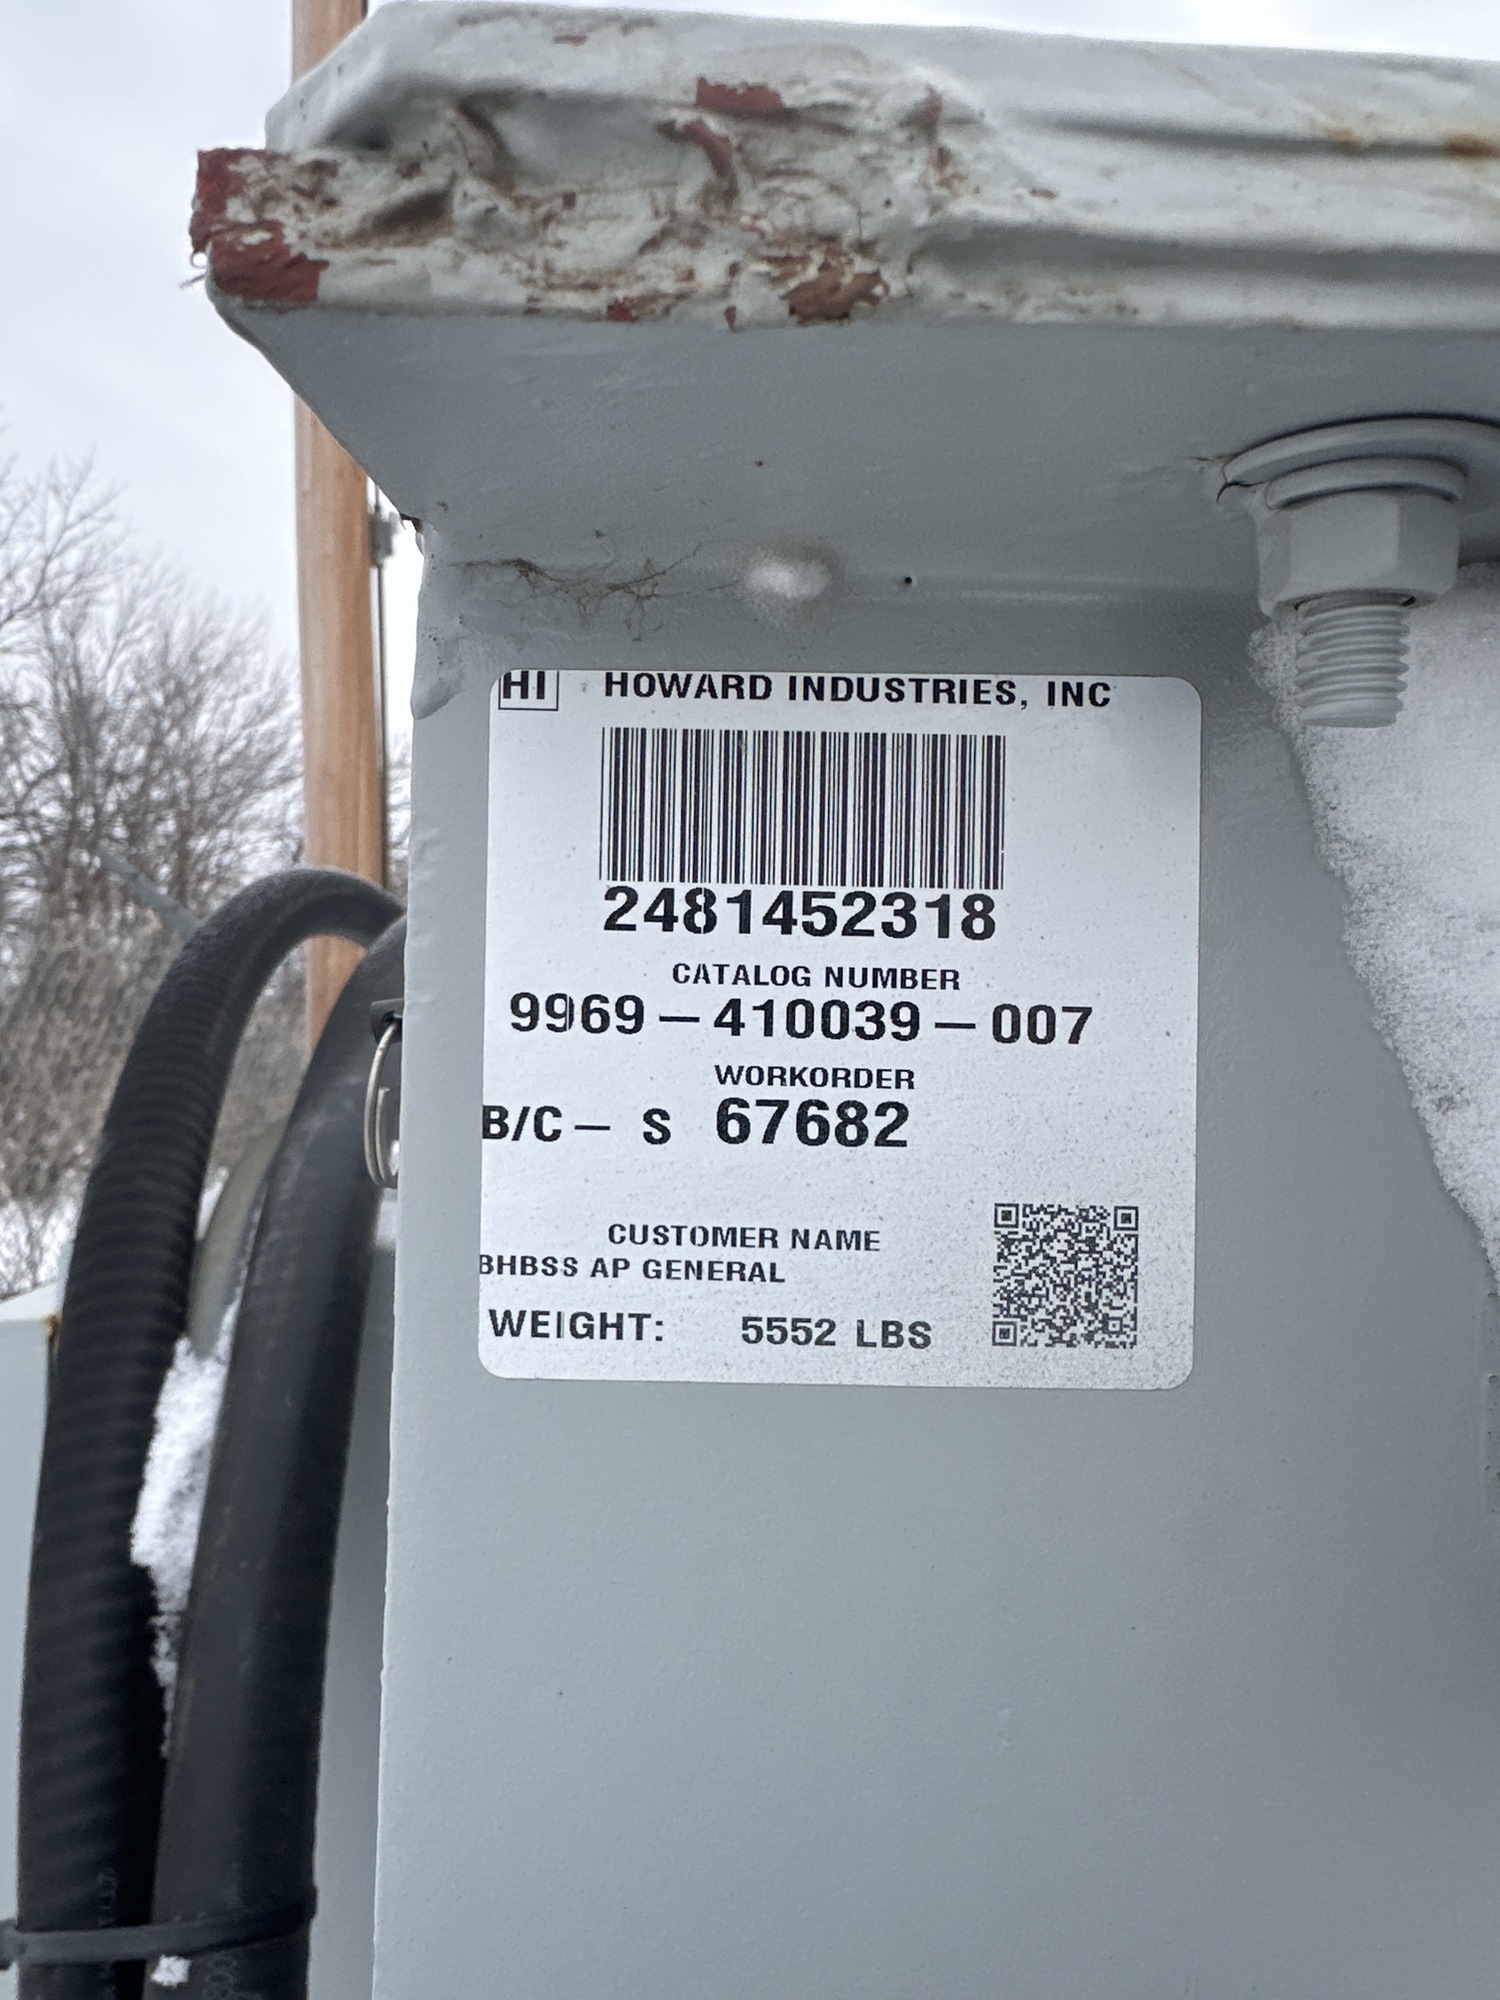 HI HOWARD INDUSTRIES, INC
2481452318
CATALOG NUMBER
9969-410039-007
WORKORDER
B/C- S 67682
CUSTOMER NAME
BHBSS AP GENERAL
WEIGHT: 5552 LBS